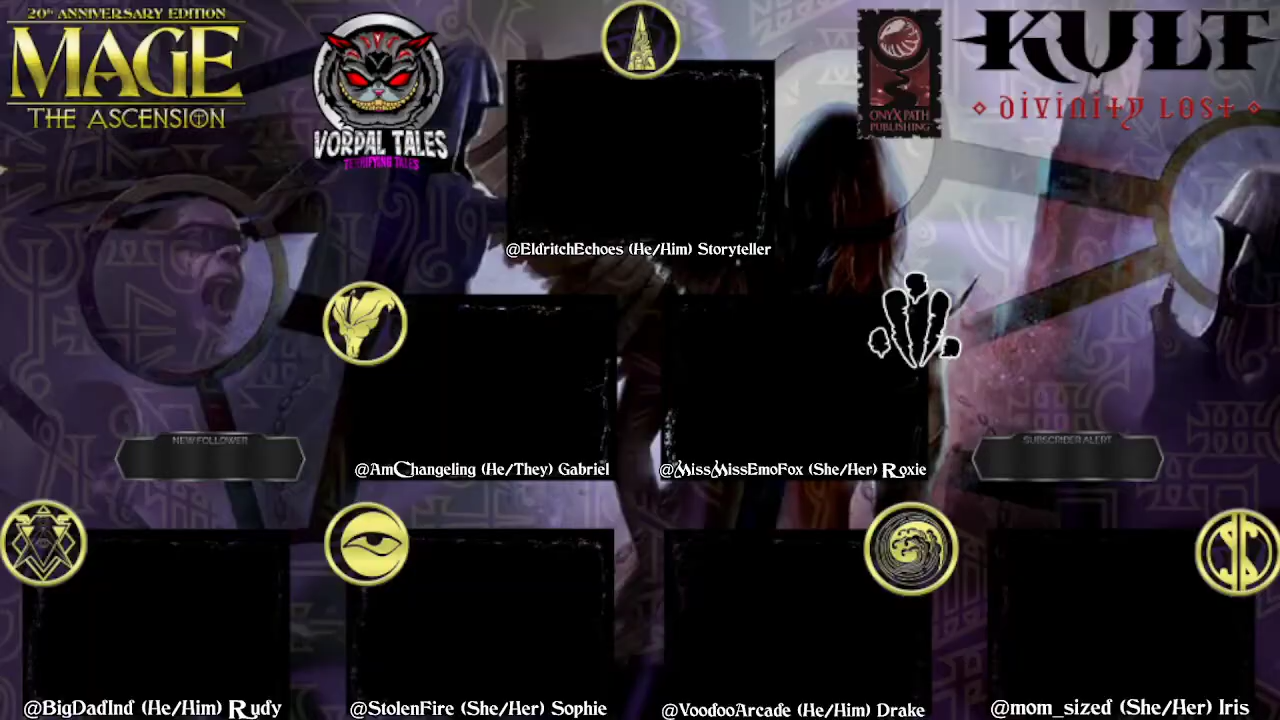 20th ANNIVERSARY EDITION
MAGE
THE ASCENSION
VORPAL TALES
TERRIFYING TALES
ONYX PATH
PUBLISHING
KULT
DIVINITY LOST
@EldritchEchoes (He/Him) Storyteller
@AmChangeling (He/They) Gabriel
@MissMissEmoFox (She/Her) Roxie
NEW FOLLOWER
SUBSCRIBER ALERT
@BigDadInd (He/Him) Rudy
@StolenFire (She/Her) Sophie
@VoodooArcade (He/Him) Drake
@mom_sized (She/Her) Iris